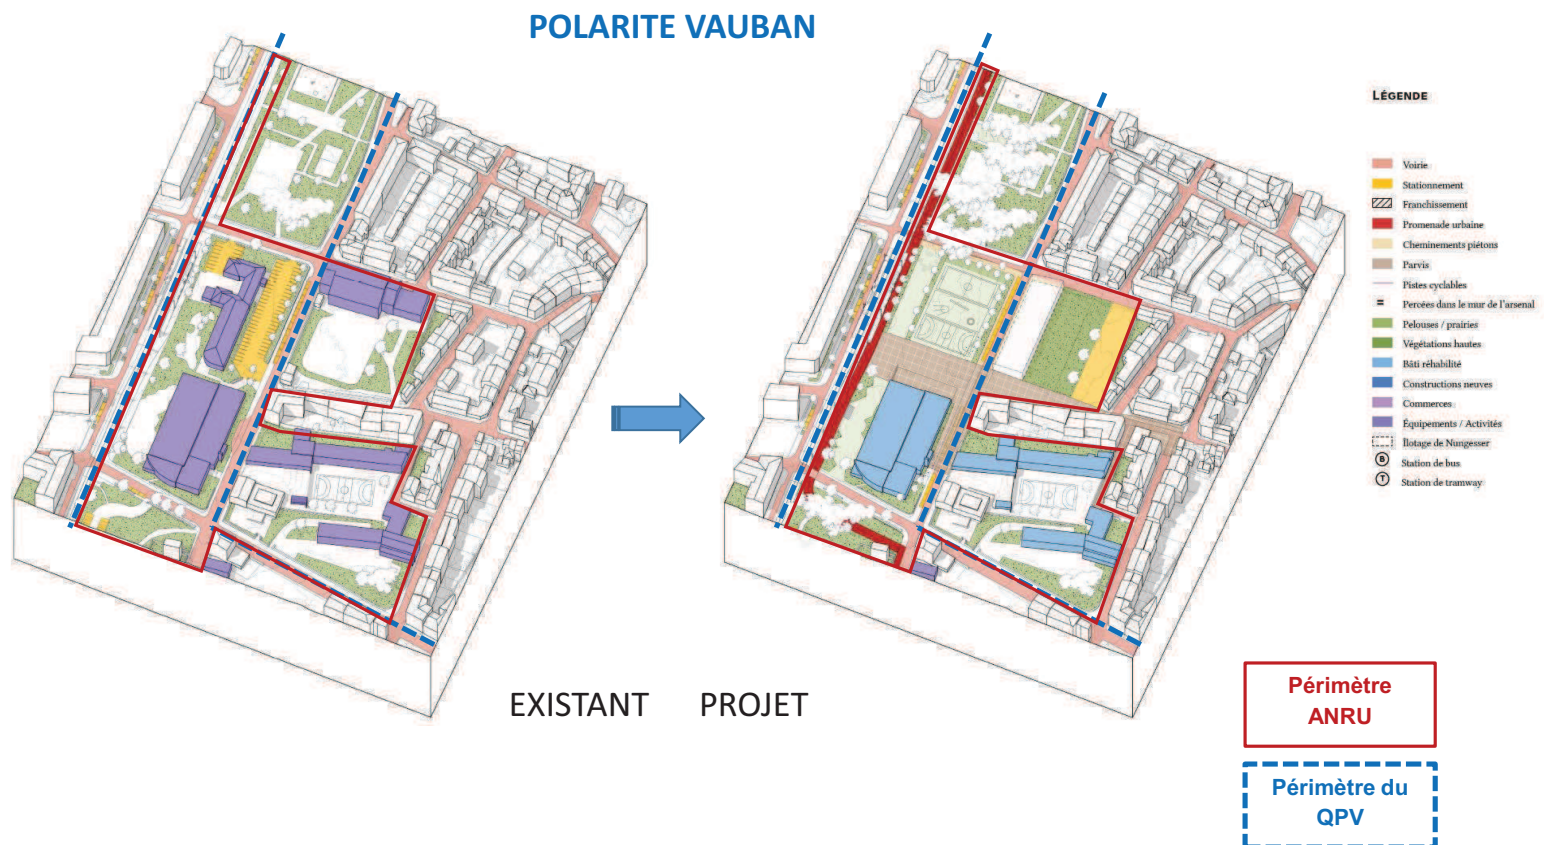 POLARITE VAUBAN
LÉGENDE
Voirie
Stationnement
Franchissement
Promenade urbaine
Cheminements piétons
Parvis
Pistes cyclables
Percées dans le mur de l'arsenal
Pelouses / prairies
Végétations hautes
Bâti réhabilité
Constructions neuves
Commerces
Équipements / Activités
Îlotage de Nungesser
B Station de bus
T Station de tramway
EXISTANT
PROJET
Périmètre
ANRU
Périmètre du
QPV